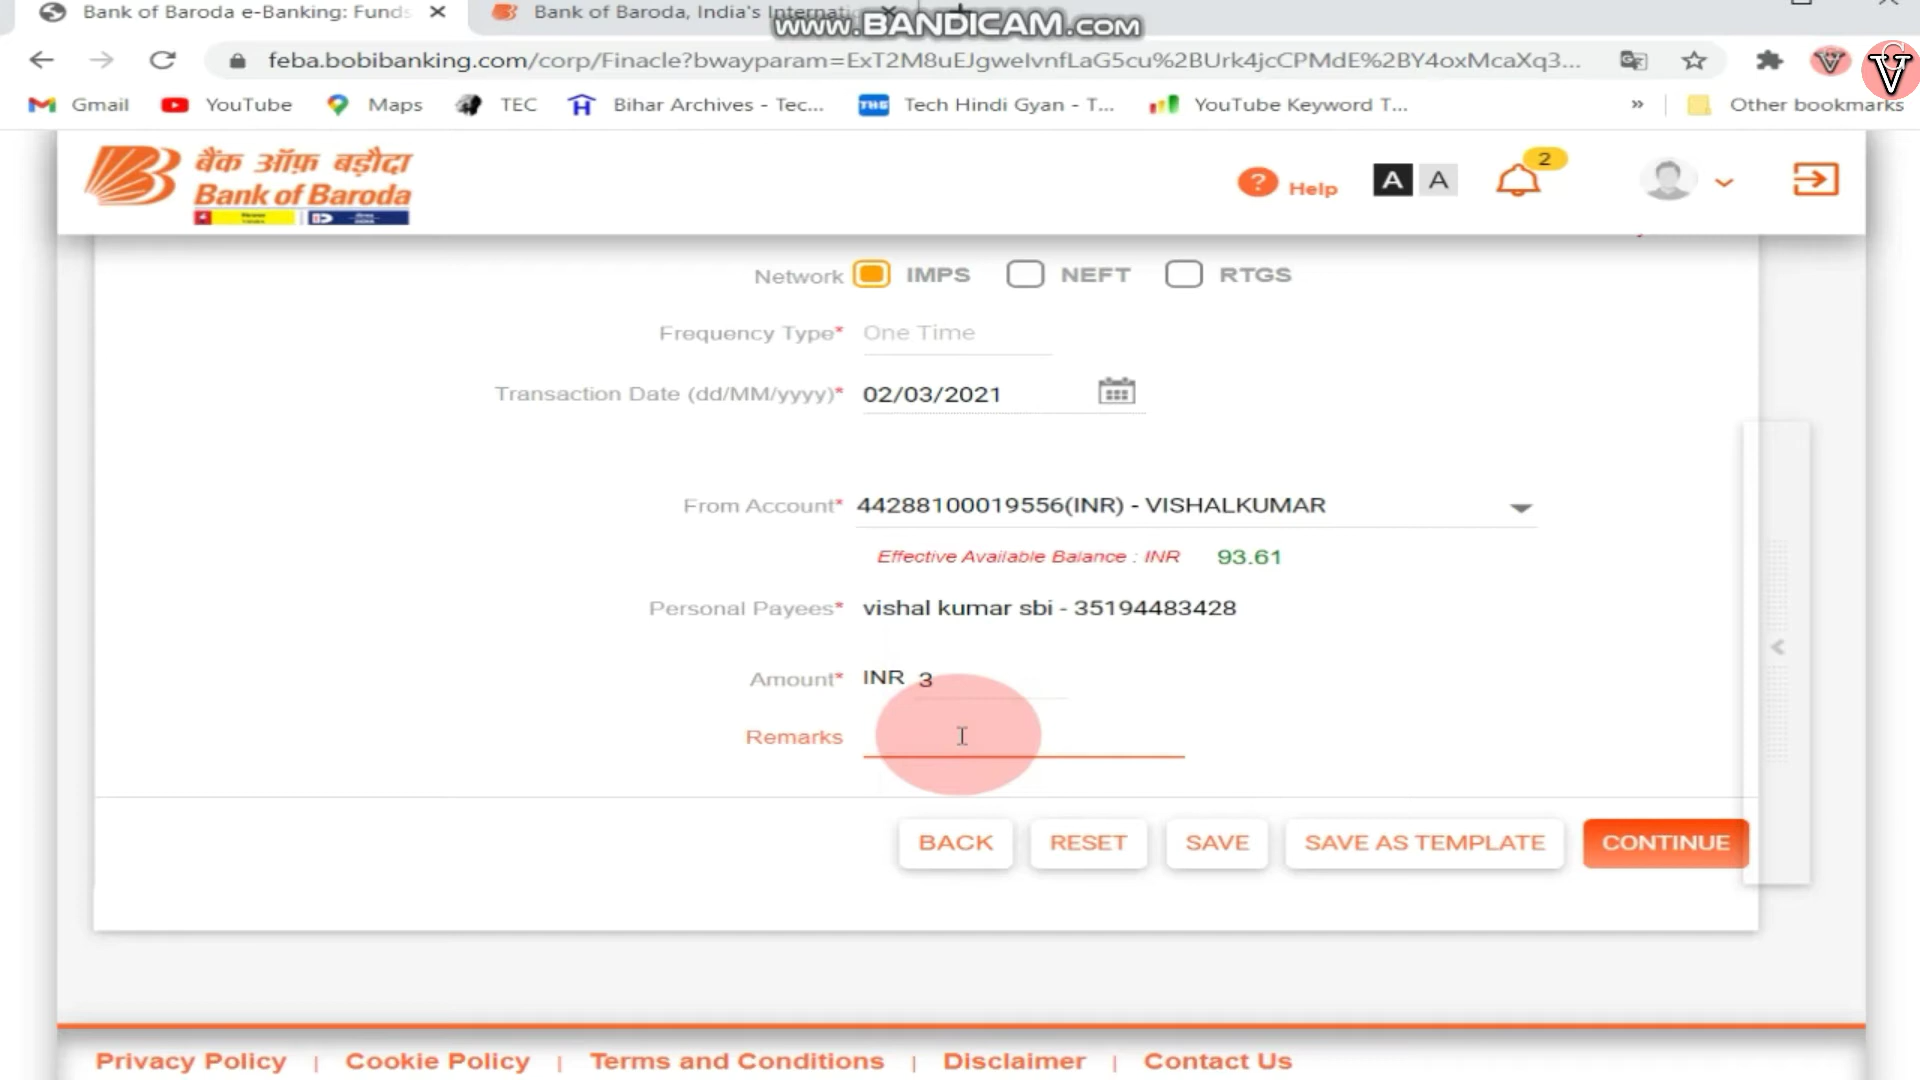 Bank of Baroda e-Banking: Funds
Bank of Baroda, India's Internati
www.BANDICAM.com
feba.bobibanking.com/corp/Finacle?bwayparam=ExT2M8uEJgwelvnfLaG5cu%2BUrk4jcCPMdE%2BY4oxMcaXq3...
Gmail YouTube Maps TEC Bihar Archives - Tec... THG Tech Hindi Gyan - T... YouTube Keyword T... » Other bookmarks
बैंक ऑफ़ बड़ौदा
Bank of Baroda
? Help A A 2
Network IMPS NEFT RTGS
Frequency Type* One Time
Transaction Date (dd/MM/yyyy)* 02/03/2021
From Account* 44288100019556(INR) - VISHALKUMAR
Effective Available Balance : INR 93.61
Personal Payees* vishal kumar sbi - 35194483428
Amount* INR 3
Remarks
BACK RESET SAVE SAVE AS TEMPLATE CONTINUE
Privacy Policy | Cookie Policy | Terms and Conditions | Disclaimer | Contact Us